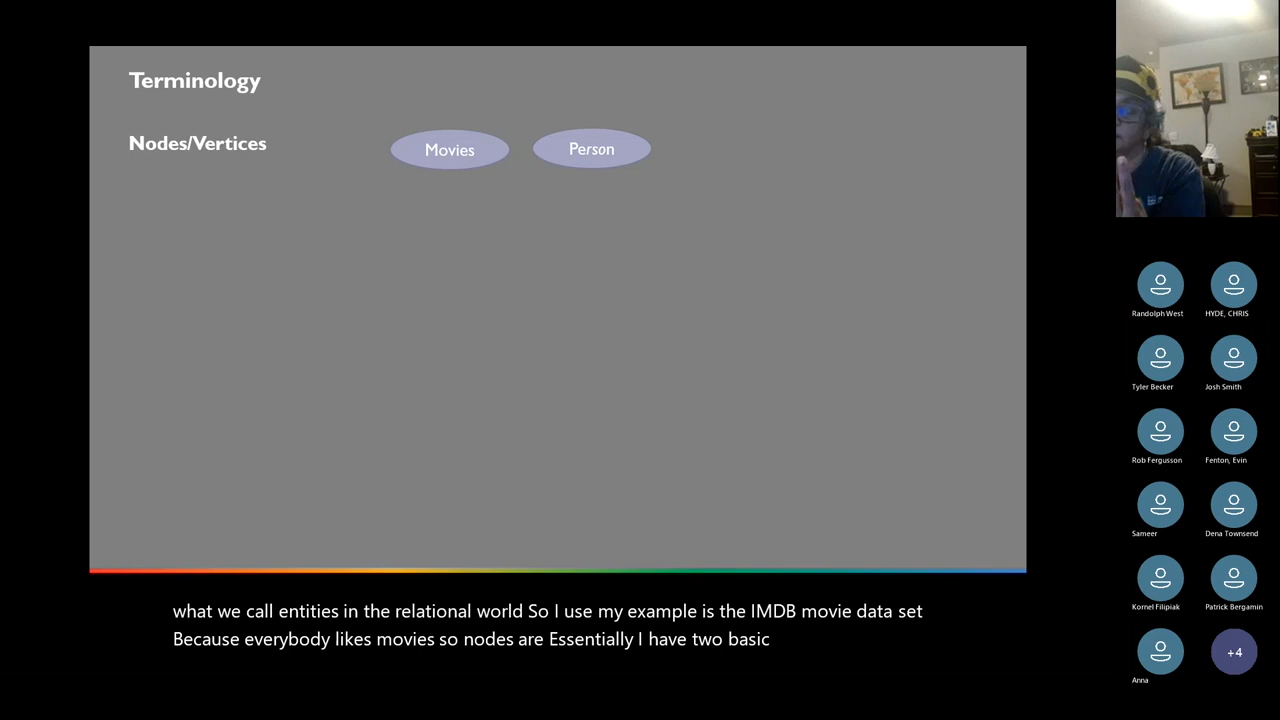 Terminology
Nodes/Vertices
Movies
Person
what we call entities in the relational world So I use my example is the IMDB movie data set
Because everybody likes movies so nodes are Essentially I have two basic
Randolph West
HYDE, CHRIS
Tyler Becker
Josh Smith
Rob Fergusson
Fenton, Evin
Sameer
Dena Townsend
Kornel Filipiak
Patrick Bergamin
Anna
+4